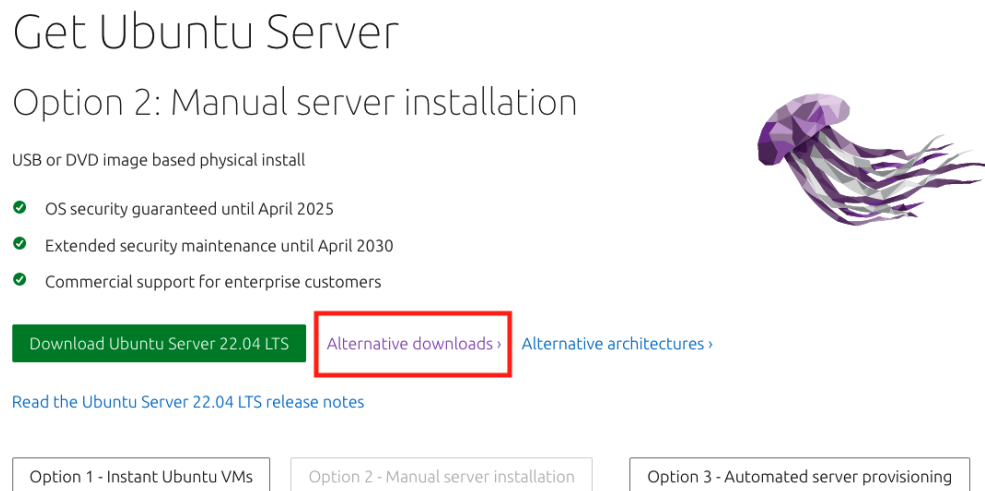 Get Ubuntu Server
Option 2: Manual server installation
USB or DVD image based physical install
OS security guaranteed until April 2025
Extended security maintenance until April 2030
Commercial support for enterprise customers
Download Ubuntu Server 22.04 LTS Alternative downloads › Alternative architectures ›
Read the Ubuntu Server 22.04 LTS release notes
Option 1 - Instant Ubuntu VMs Option 2 - Manual server installation Option 3 - Automated server provisioning